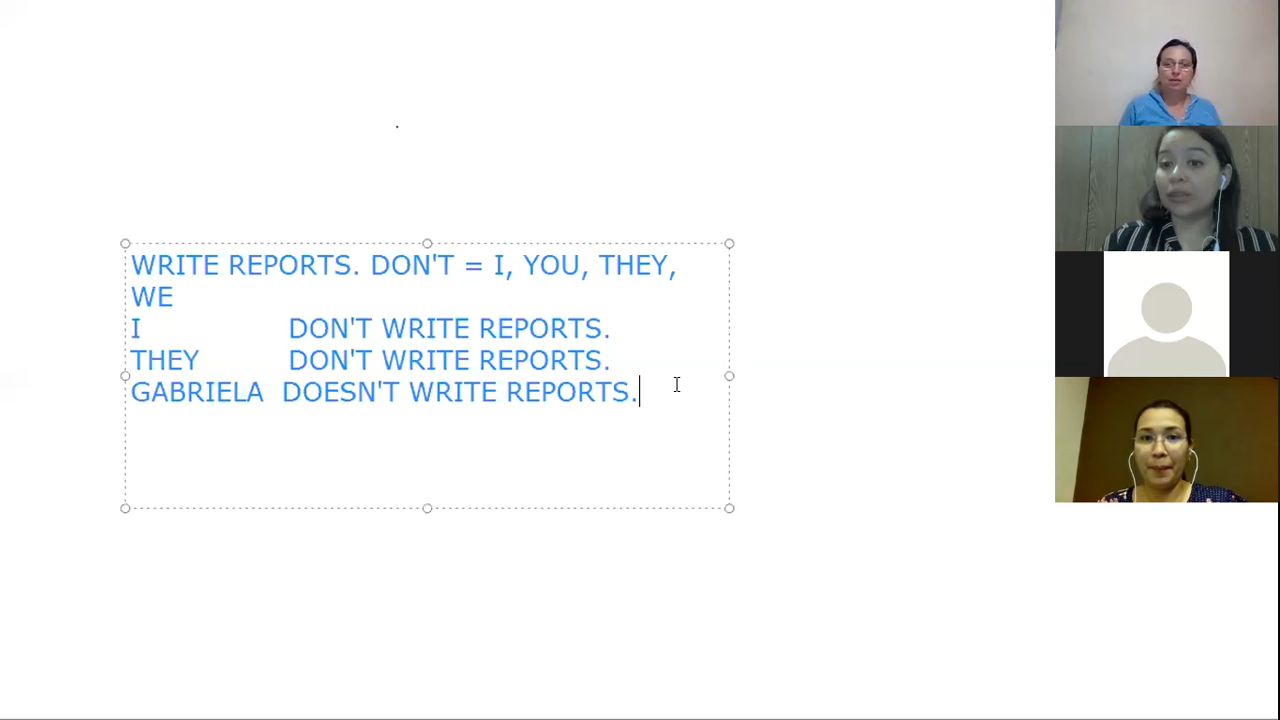 WRITE REPORTS. DON'T = I, YOU, THEY,
WE
I DON'T WRITE REPORTS.
THEY DON'T WRITE REPORTS.
GABRIELA DOESN'T WRITE REPORTS.